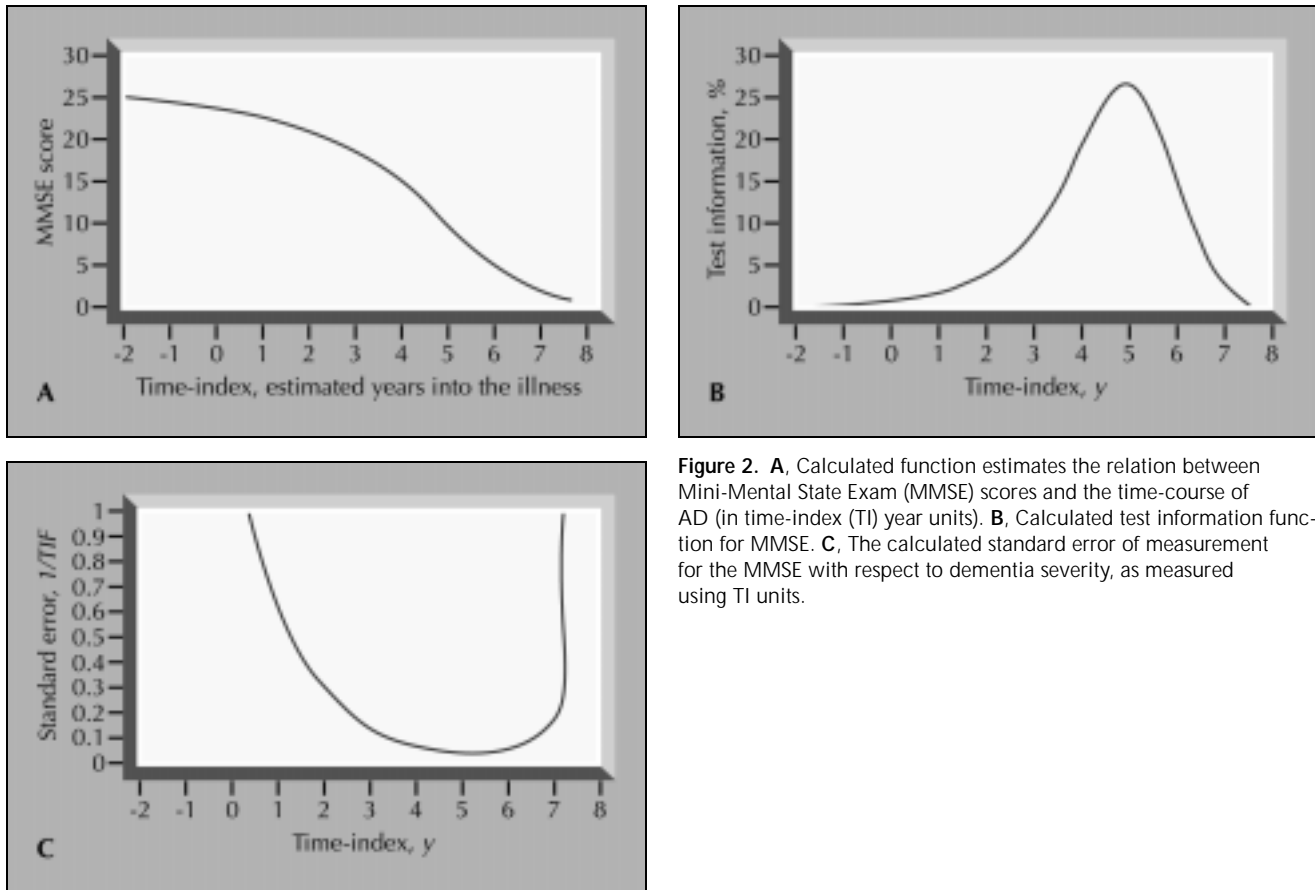 30
25
20
15
10
5
0
MMSE score
-2 -1 0 1 2 3 4 5 6 7 8
Time-index, estimated years into the illness
A
30
25
20
15
10
5
0
Test information, %
-2 -1 0 1 2 3 4 5 6 7 8
Time-index, y
B
1
0.9
0.8
0.7
0.6
0.5
0.4
0.3
0.2
0.1
0
Standard error, 1/TIF
-2 -1 0 1 2 3 4 5 6 7 8
Time-index, y
C
Figure 2. A, Calculated function estimates the relation between
Mini-Mental State Exam (MMSE) scores and the time-course of
AD (in time-index (TI) year units). B, Calculated test information func-
tion for MMSE. C, The calculated standard error of measurement
for the MMSE with respect to dementia severity, as measured
using TI units.